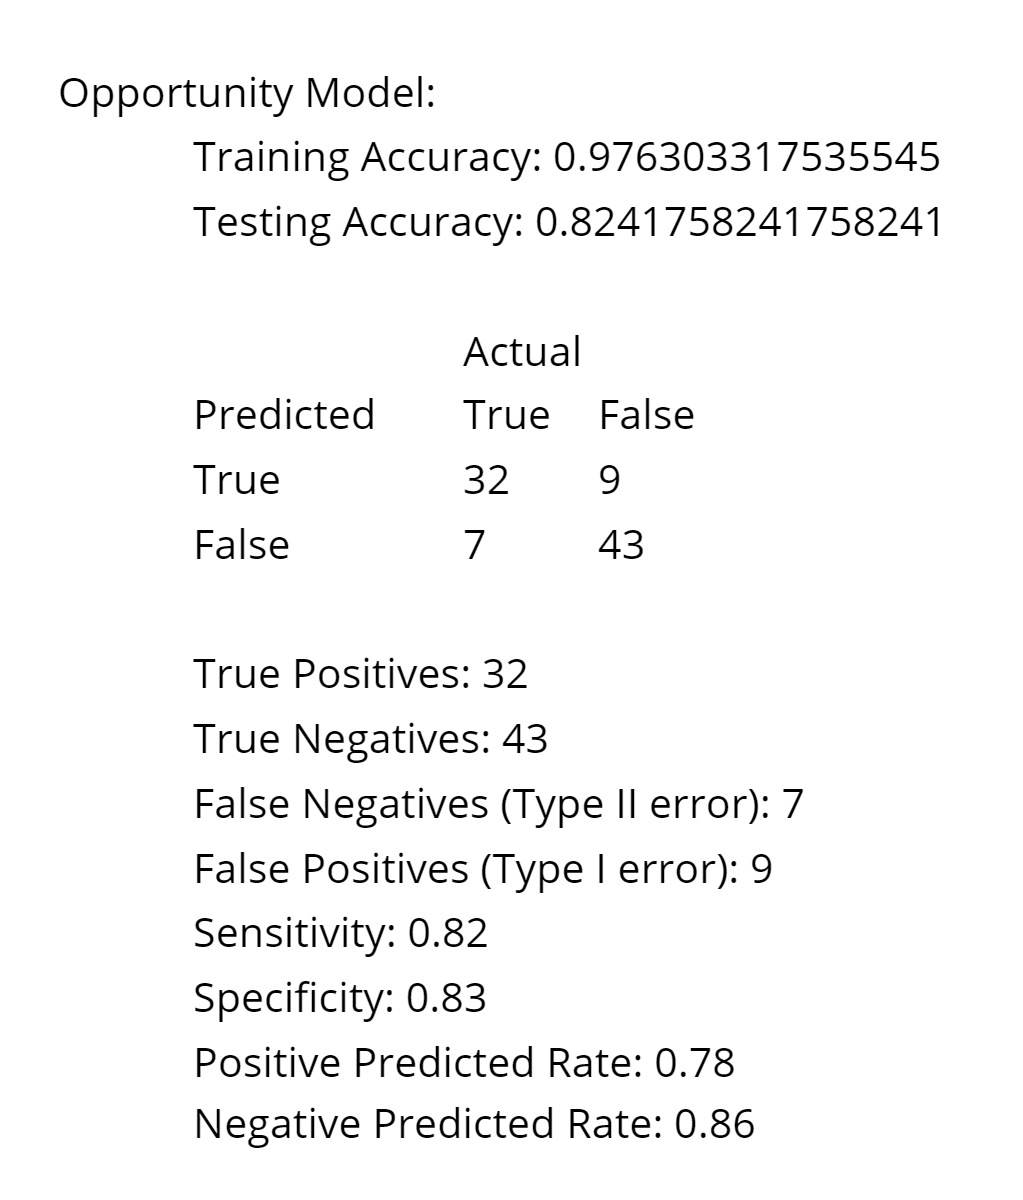 Opportunity Model:
Training Accuracy: 0.976303317535545
Testing Accuracy: 0.8241758241758241
Actual
Predicted True False
True 32 9
False 7 43
True Positives: 32
True Negatives: 43
False Negatives (Type II error): 7
False Positives (Type I error): 9
Sensitivity: 0.82
Specificity: 0.83
Positive Predicted Rate: 0.78
Negative Predicted Rate: 0.86